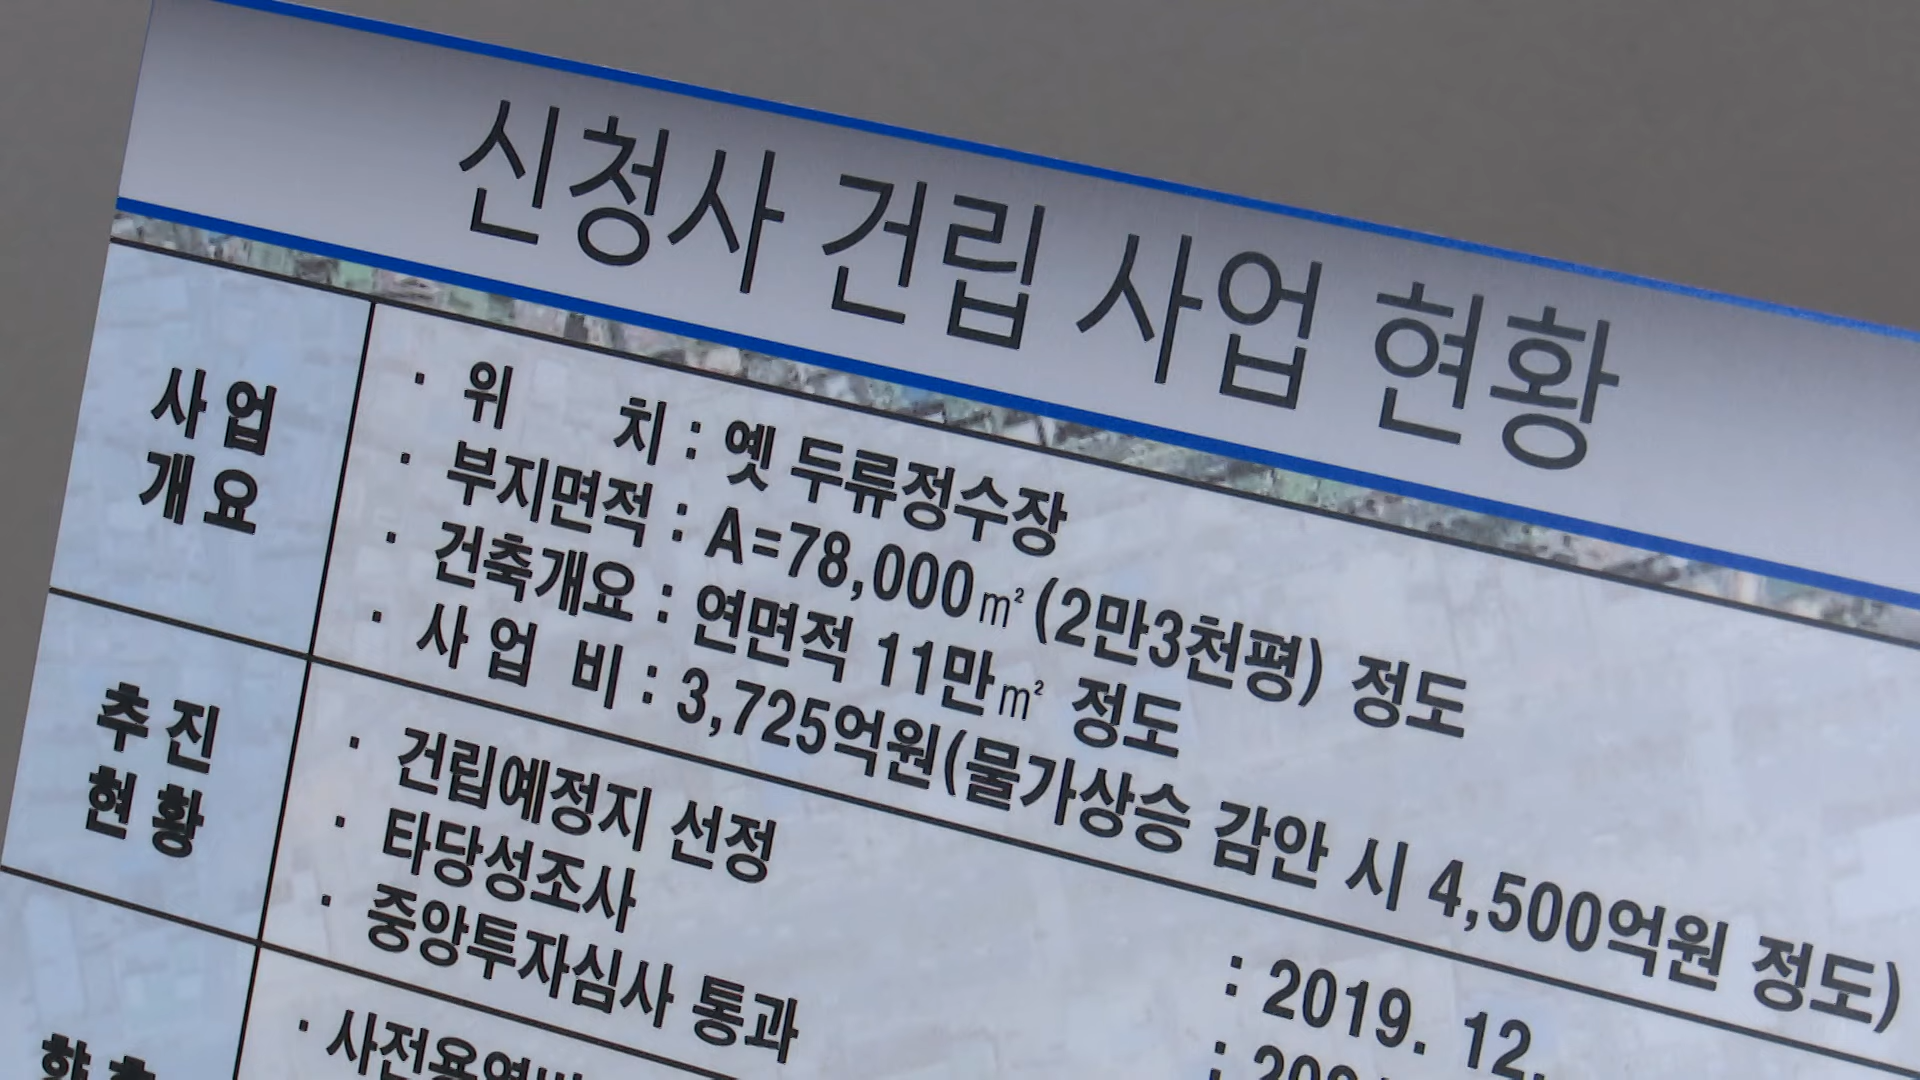 신청사 건립 사업 현황
사업
개요
· 위 치 : 옛 두류정수장
· 부지면적 : A=78,000㎡ (2만3천평) 정도
· 건축개요 : 연면적 11만㎡ 정도
· 사 업 비 : 3,725억원(물가상승 감안 시 4,500억원 정도)
추진
현황
· 건립예정지 선정 : 2019. 12.
· 타당성조사
· 중앙투자심사 통과